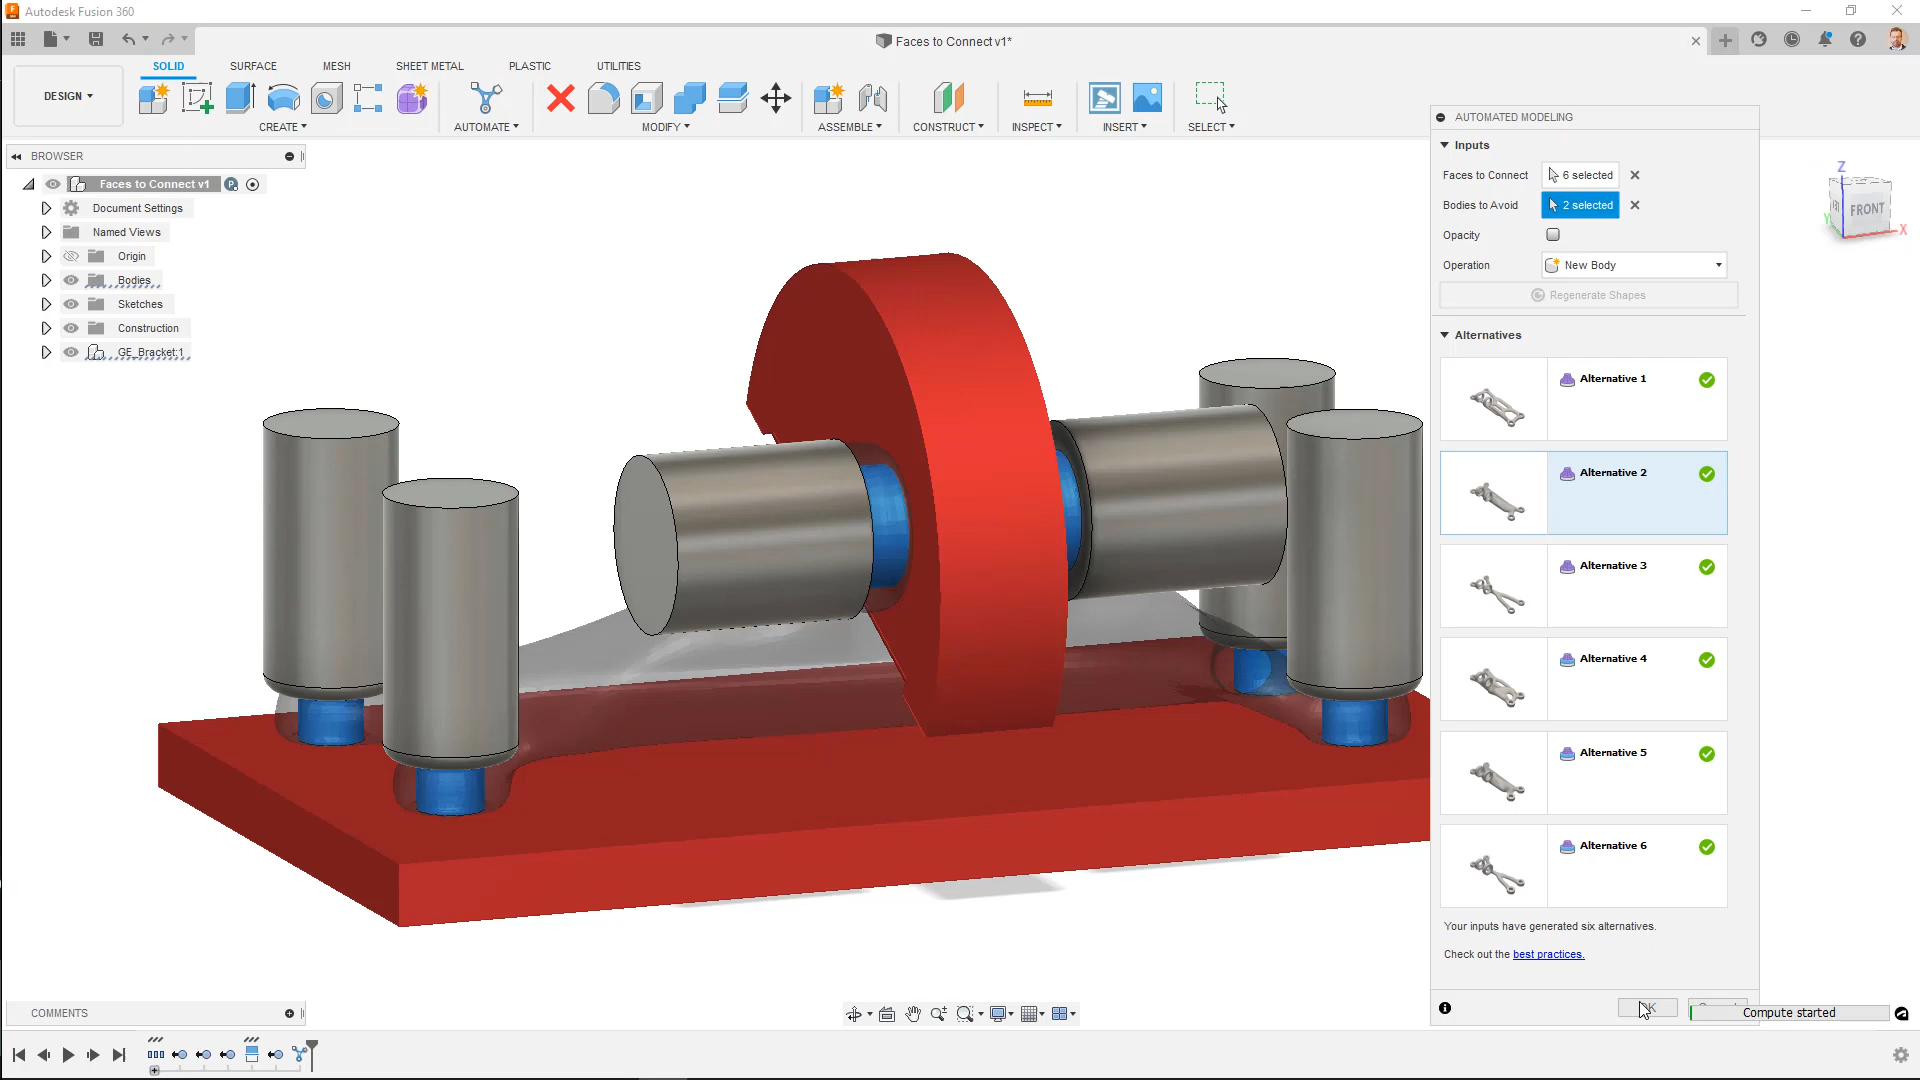 Autodesk Fusion 360
Faces to Connect v1*
SOLID
SURFACE
MESH
SHEET METAL
PLASTIC
UTILITIES
DESIGN
CREATE
AUTOMATE
MODIFY
ASSEMBLE
CONSTRUCT
INSPECT
INSERT
SELECT
BROWSER
Faces to Connect v1
Document Settings
Named Views
Origin
Bodies
Sketches
Construction
GE_Bracket:1
AUTOMATED MODELING
Inputs
Faces to Connect
6 selected
Bodies to Avoid
2 selected
Opacity
Operation
New Body
Regenerate Shapes
Alternatives
Alternative 1
Alternative 2
Alternative 3
Alternative 4
Alternative 5
Alternative 6
Your inputs have generated six alternatives.
Check out the best practices.
Compute started
Z
FRONT
X
Y
COMMENTS